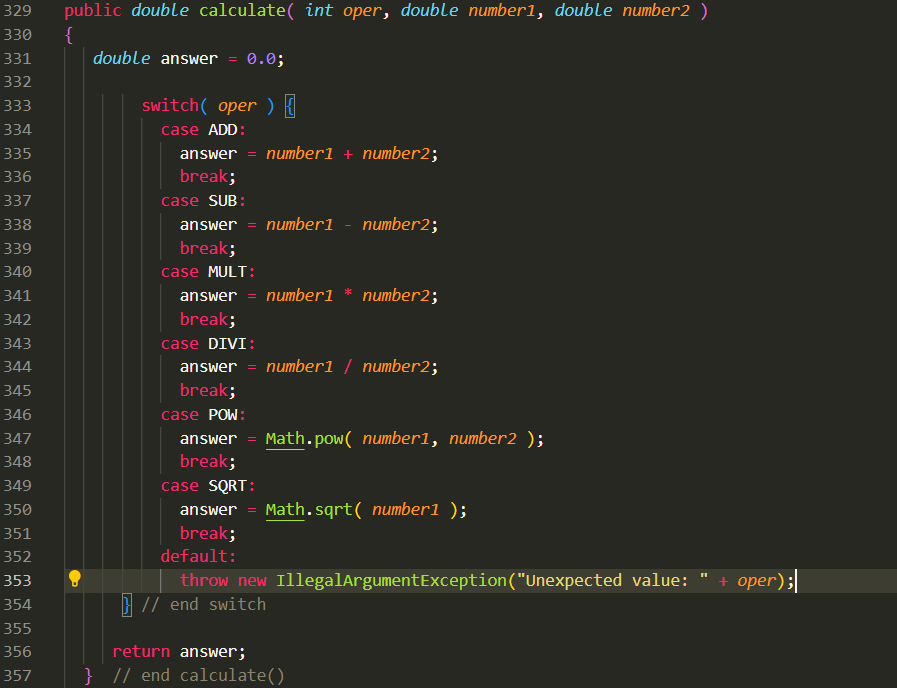 329 public double calculate( int oper, double number1, double number2 )
330 {
331 double answer = 0.0;
332
333 switch( oper ) {
334 case ADD:
335 answer = number1 + number2;
336 break;
337 case SUB:
338 answer = number1 - number2;
339 break;
340 case MULT:
341 answer = number1 * number2;
342 break;
343 case DIVI:
344 answer = number1 / number2;
345 break;
346 case POW:
347 answer = Math.pow( number1, number2 );
348 break;
349 case SQRT:
350 answer = Math.sqrt( number1 );
351 break;
352 default:
353 throw new IllegalArgumentException("Unexpected value: " + oper);
354 } // end switch
355
356 return answer;
357 } // end calculate()